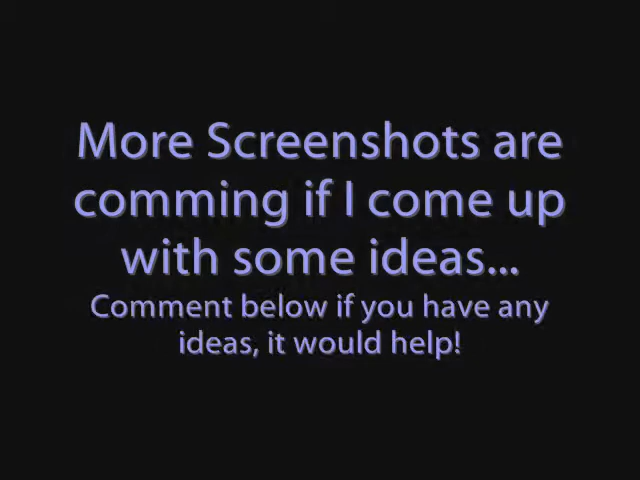 More Screenshots are
comming if I come up
with some ideas...
Comment below if you have any
ideas, it would help!